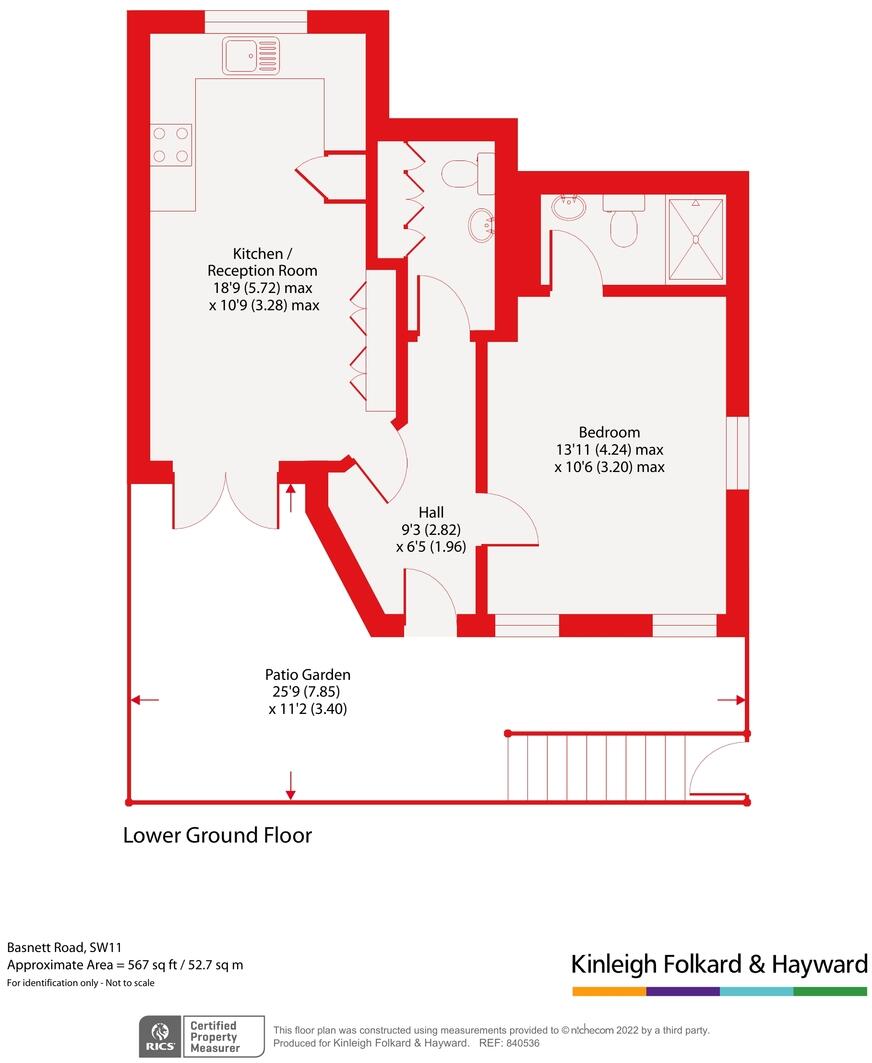 Kitchen /
Reception Room
18'9 (5.72) max
x 10'9 (3.28) max
Bedroom
13'11 (4.24) max
x 10'6 (3.20) max
Hall
9'3 (2.82)
x 6'5 (1.96)
Patio Garden
25'9 (7.85)
x 11'2 (3.40)
Lower Ground Floor
Basnett Road, SW11
Approximate Area = 567 sq ft / 52.7 sq m
For identification only - Not to scale
Kinleigh Folkard & Hayward
RICS
Certified
Property
Measurer
This floor plan was constructed using measurements provided to © nichecom 2022 by a third party.
Produced for Kinleigh Folkard & Hayward. REF: 840536